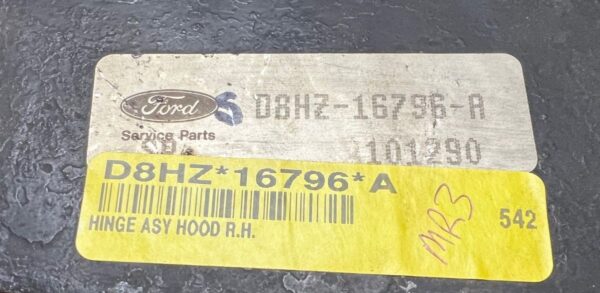 Ford
S
D8HZ-16796-A
Service Parts
101290
D8HZ*16796*A
HINGE ASY HOOD R.H.
MR3
542